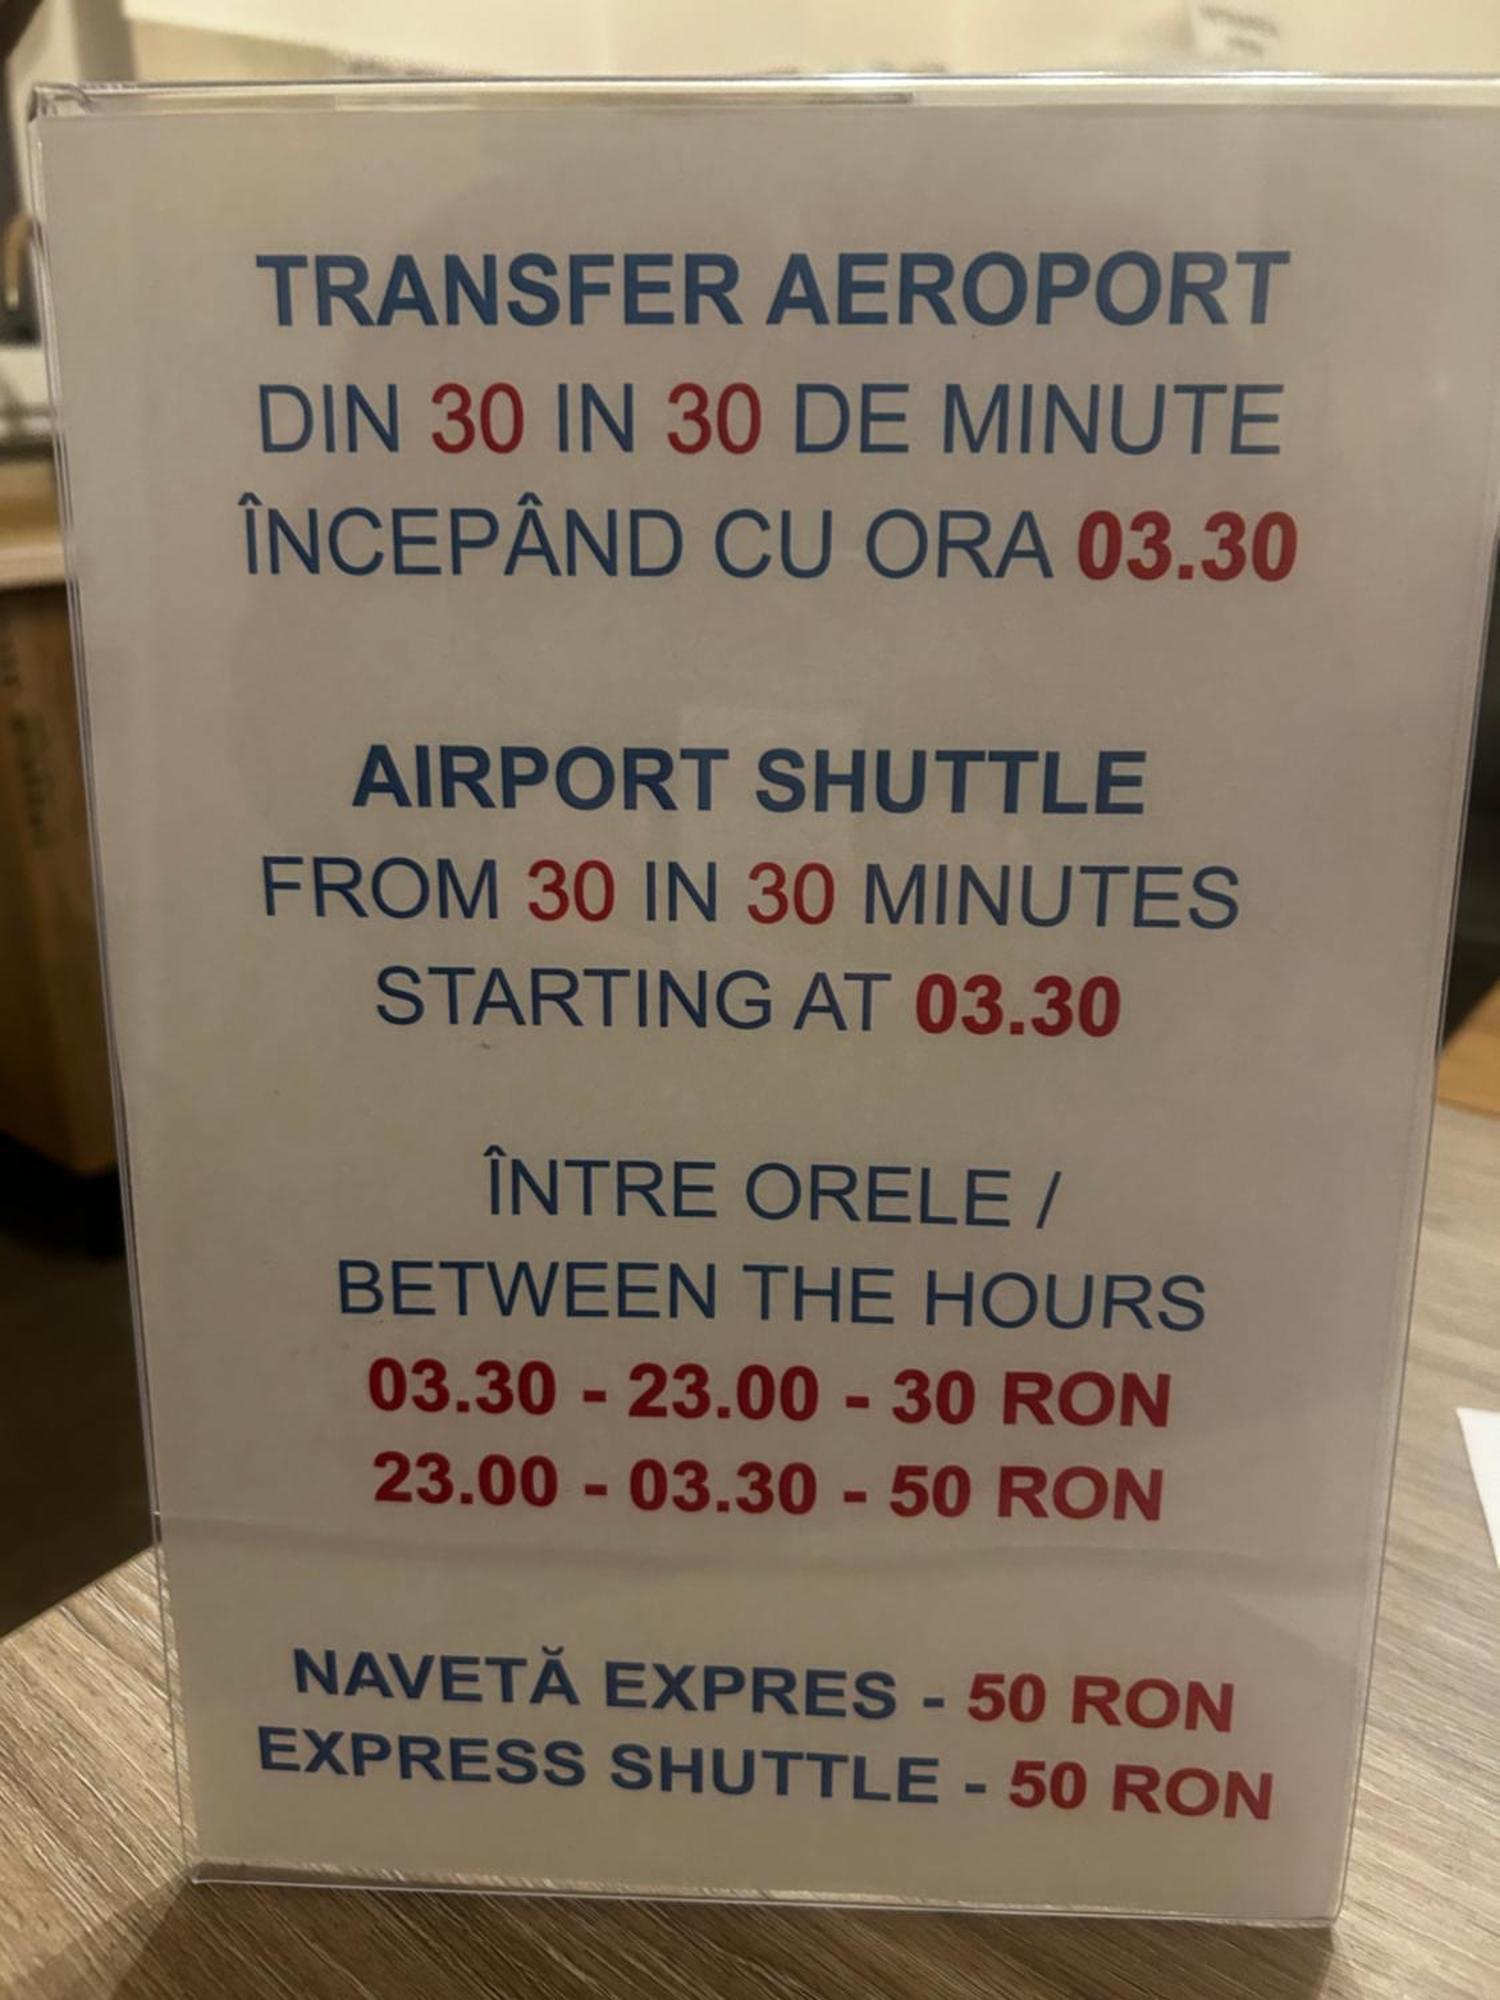 TRANSFER AEROPORT
DIN 30 IN 30 DE MINUTE
ÎNCEPÂND CU ORA 03.30
AIRPORT SHUTTLE
FROM 30 IN 30 MINUTES
STARTING AT 03.30
ÎNTRE ORELE /
BETWEEN THE HOURS
03.30 - 23.00 - 30 RON
23.00 - 03.30 - 50 RON
NAVETĂ EXPRES - 50 RON
EXPRESS SHUTTLE - 50 RON